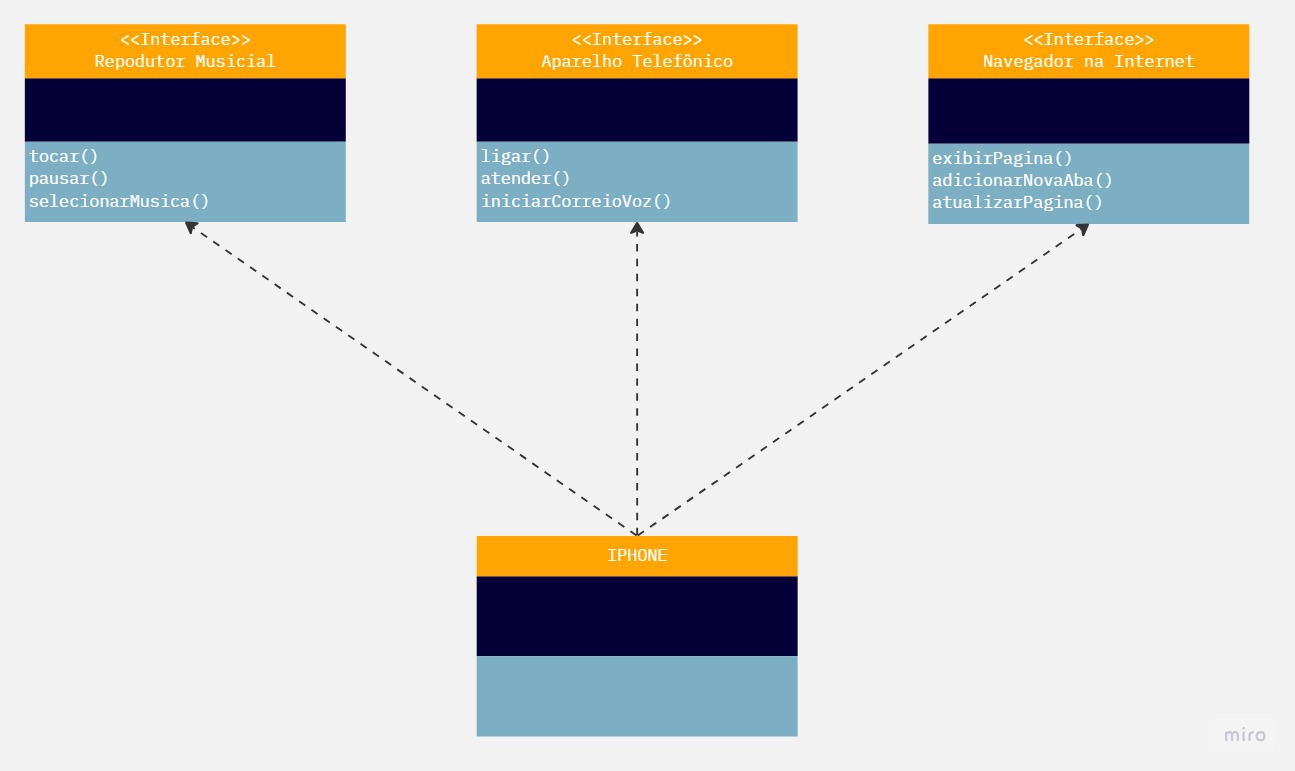 <<Interface>>
Repodutor Musicial
tocar()
pausar()
selecionarMusica()
<<Interface>>
Aparelho Telefônico
ligar()
atender()
iniciarCorreioVoz()
<<Interface>>
Navegador na Internet
exibirPagina()
adicionarNovaAba()
atualizarPagina()
IPHONE
miro